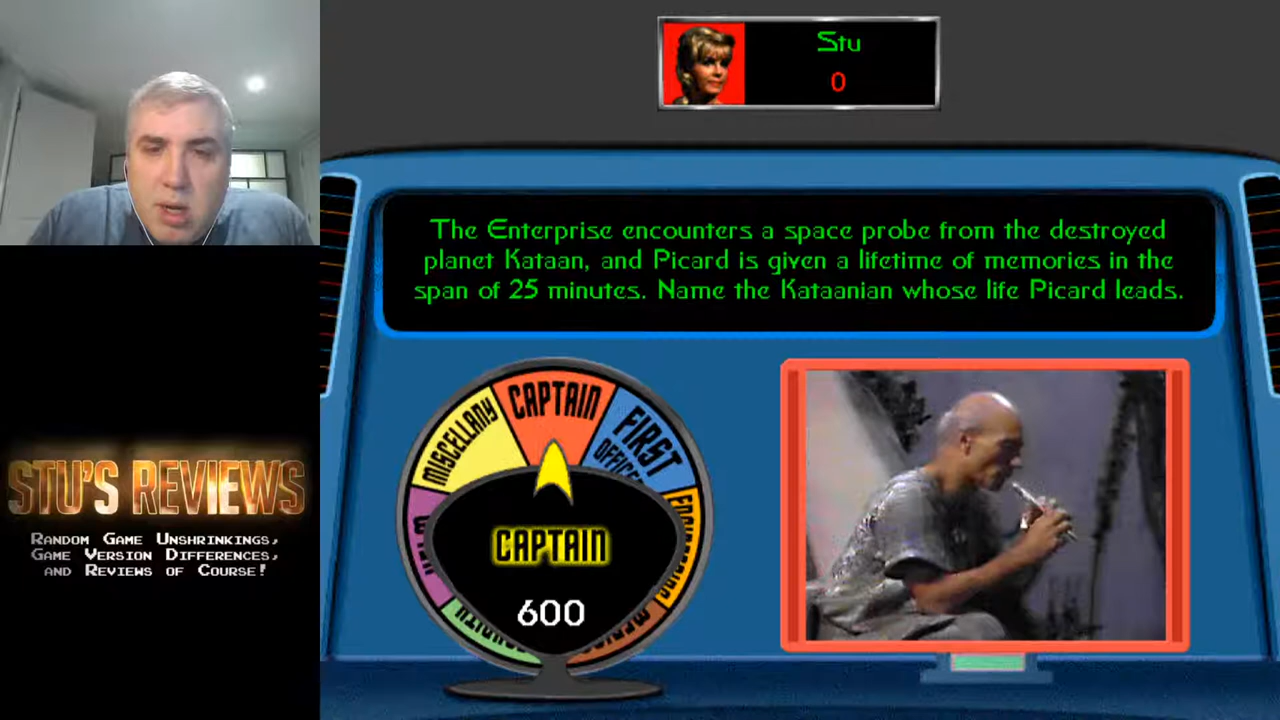 Stu
0
The Enterprise encounters a space probe from the destroyed
planet Kataan, and Picard is given a lifetime of memories in the
span of 25 minutes. Name the Kataanian whose life Picard leads.
MISCELLANY
CAPTAIN
FIRST
CAPTAIN
600
STU'S REVIEWS
RANDOM GAME UNSHRINKINGS,
GAME VERSION DIFFERENCES,
AND REVIEWS OF COURSE!